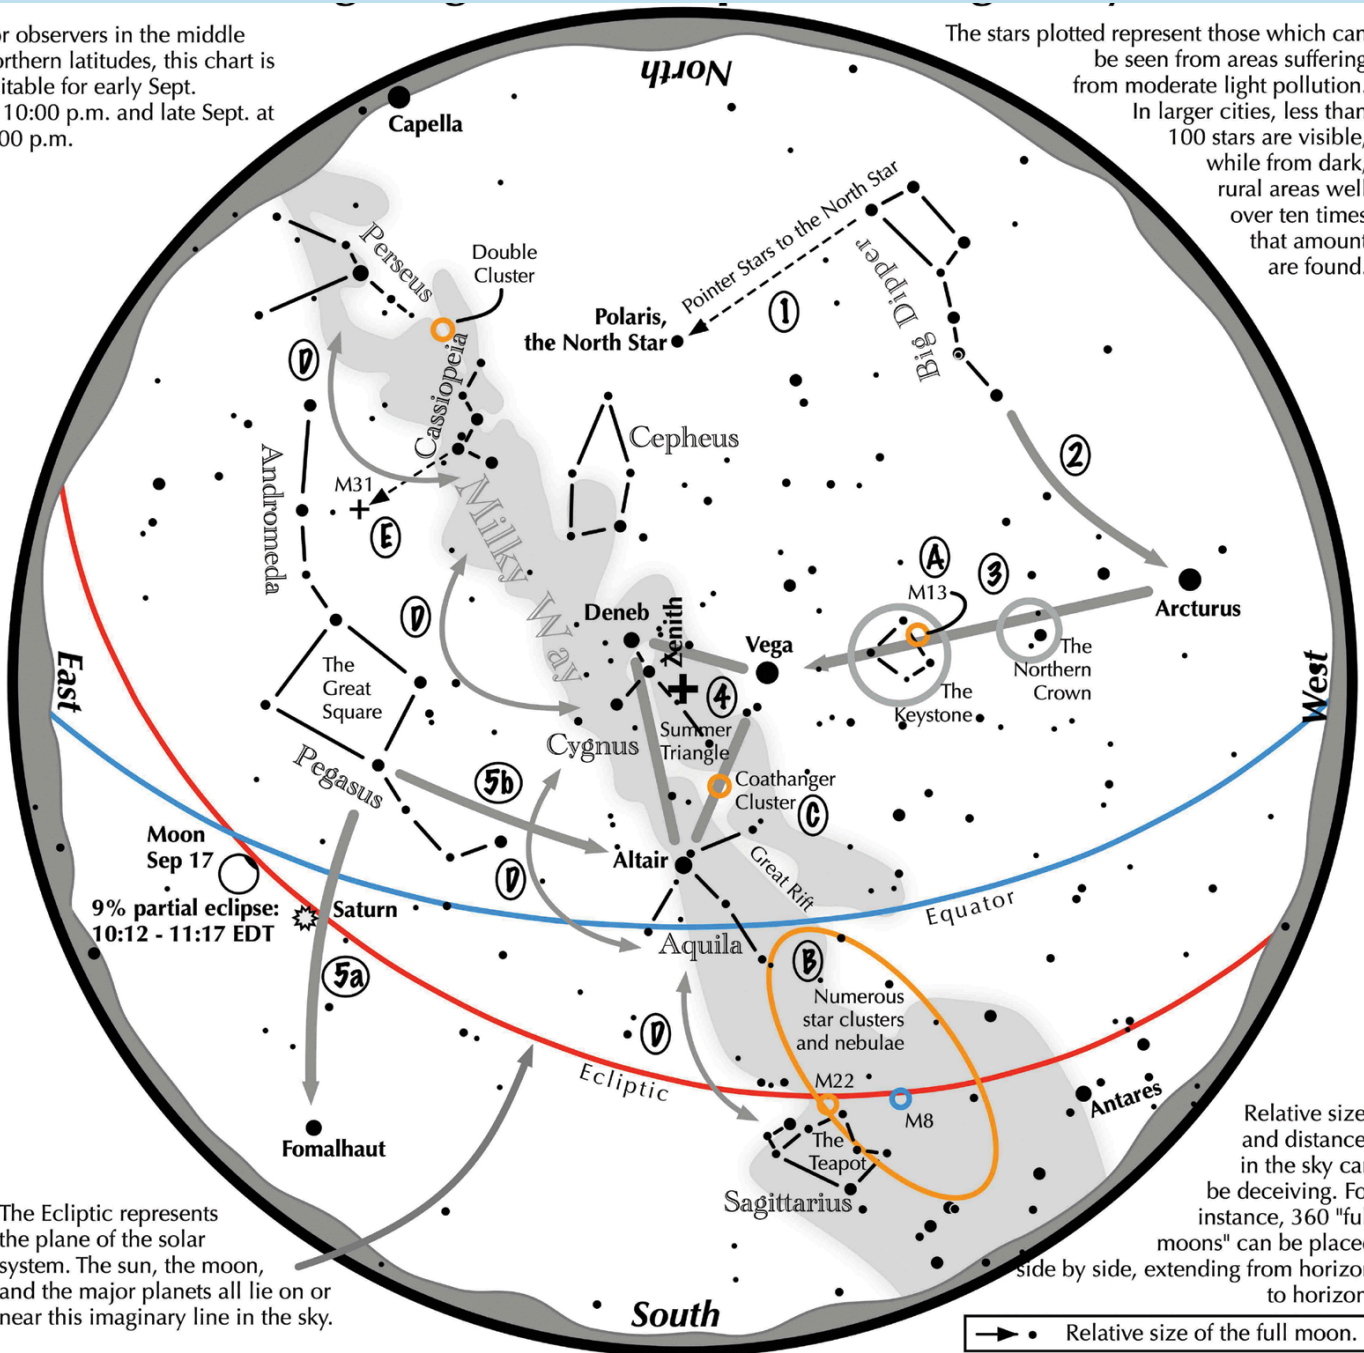 or observers in the middle
orthern latitudes, this chart is
itable for early Sept.
10:00 p.m. and late Sept. at
00 p.m.
The stars plotted represent those which can
be seen from areas suffering
from moderate light pollution.
In larger cities, less than
100 stars are visible,
while from dark,
rural areas well
over ten times
that amount
are found.
North
Capella
Perseus
Double
Cluster
Pointer Stars to the North Star
Big Dipper
1
Polaris,
the North Star
D
Cassiopeia
Cepheus
2
Andromeda
M31
E
Milky Way
A
3
M13
Arcturus
D
Deneb
Zenith
Vega
The
Northern
Crown
The
Keystone
East
West
The
Great
Square
4
Summer
Triangle
Cygnus
Pegasus
5b
Coathanger
Cluster
C
Moon
Sep 17
Altair
D
Great Rift
9% partial eclipse:
10:12 - 11:17 EDT
Saturn
Equator
Aquila
5a
B
Numerous
star clusters
and nebulae
D
Ecliptic
M22
M8
Antares
Fomalhaut
The
Teapot
Sagittarius
The Ecliptic represents
the plane of the solar
system. The sun, the moon,
and the major planets all lie on or
near this imaginary line in the sky.
Relative size
and distance
in the sky ca
be deceiving. Fo
instance, 360 "ful
moons" can be place
side by side, extending from horizo
to horizon
South
Relative size of the full moon.